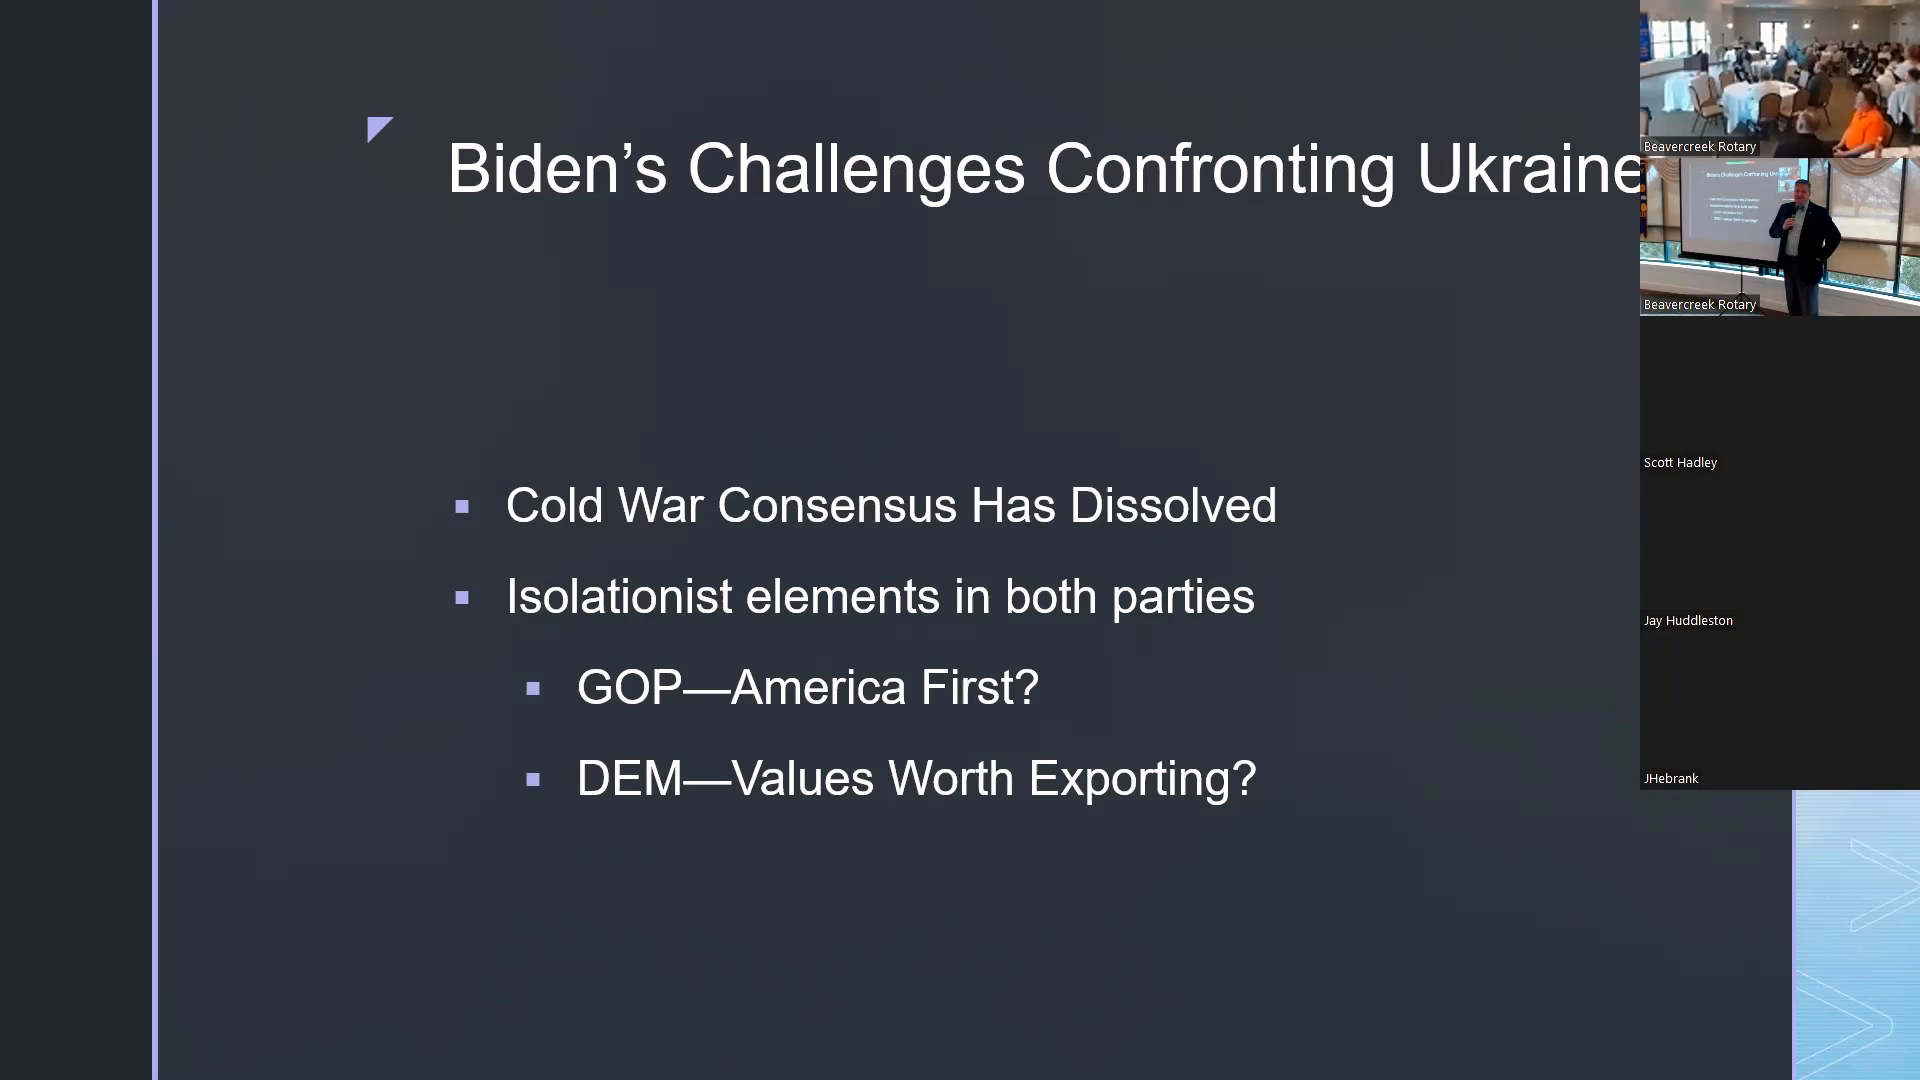 Biden’s Challenges Confronting Ukraine
Cold War Consensus Has Dissolved
Isolationist elements in both parties
GOP—America First?
DEM—Values Worth Exporting?
Beavercreek Rotary
Beavercreek Rotary
Scott Hadley
Jay Huddleston
JHebrank